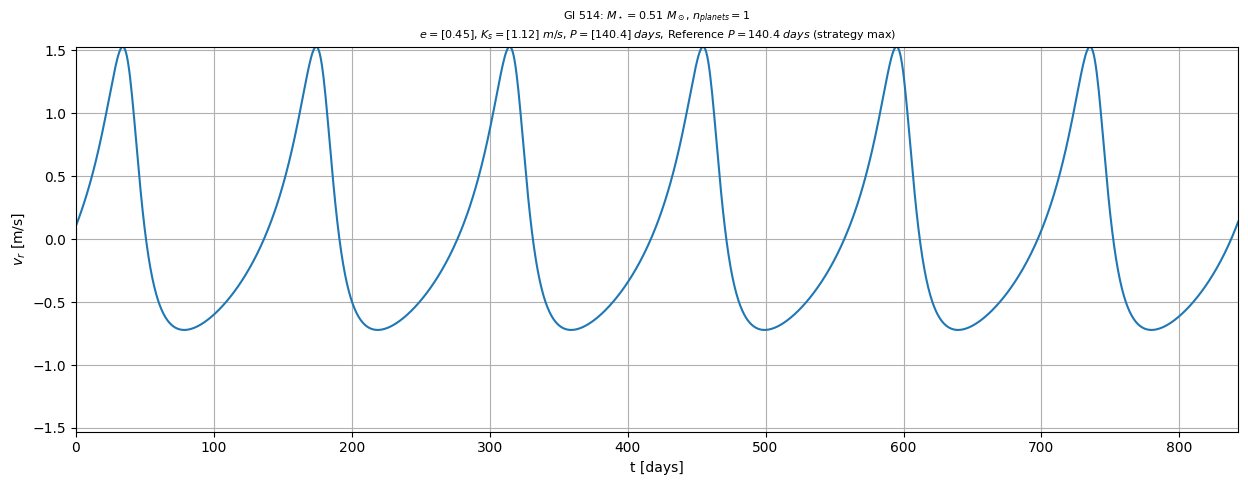 Gl 514: $M_\star = 0.51\ M_\odot$, $n_{planets} = 1$
$e = [0.45]$, $K_s = [1.12]\ m/s$, $P = [140.4]\ days$, Reference $P = 140.4\ days$ (strategy max)
1.5
1.0
0.5
0.0
−0.5
−1.0
−1.5
$v_r$ [m/s]
0 100 200 300 400 500 600 700 800
t [days]